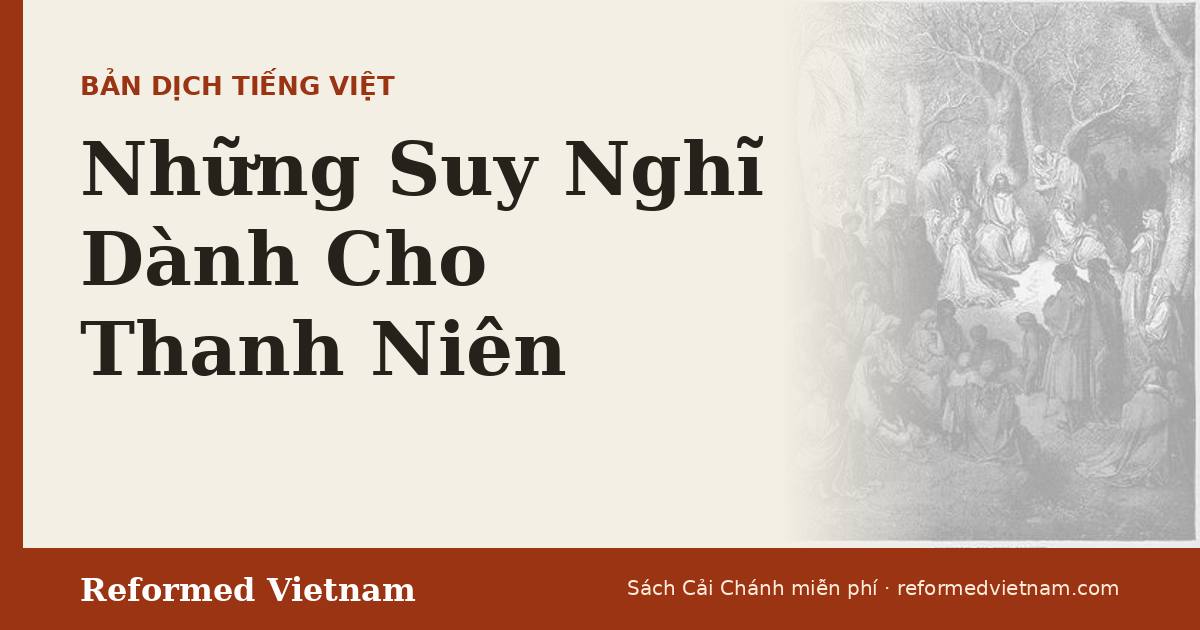 BẢN DỊCH TIẾNG VIỆT
Những Suy Nghĩ
Dành Cho
Thanh Niên
Reformed Vietnam
Sách Cải Chánh miễn phí · reformedvietnam.com